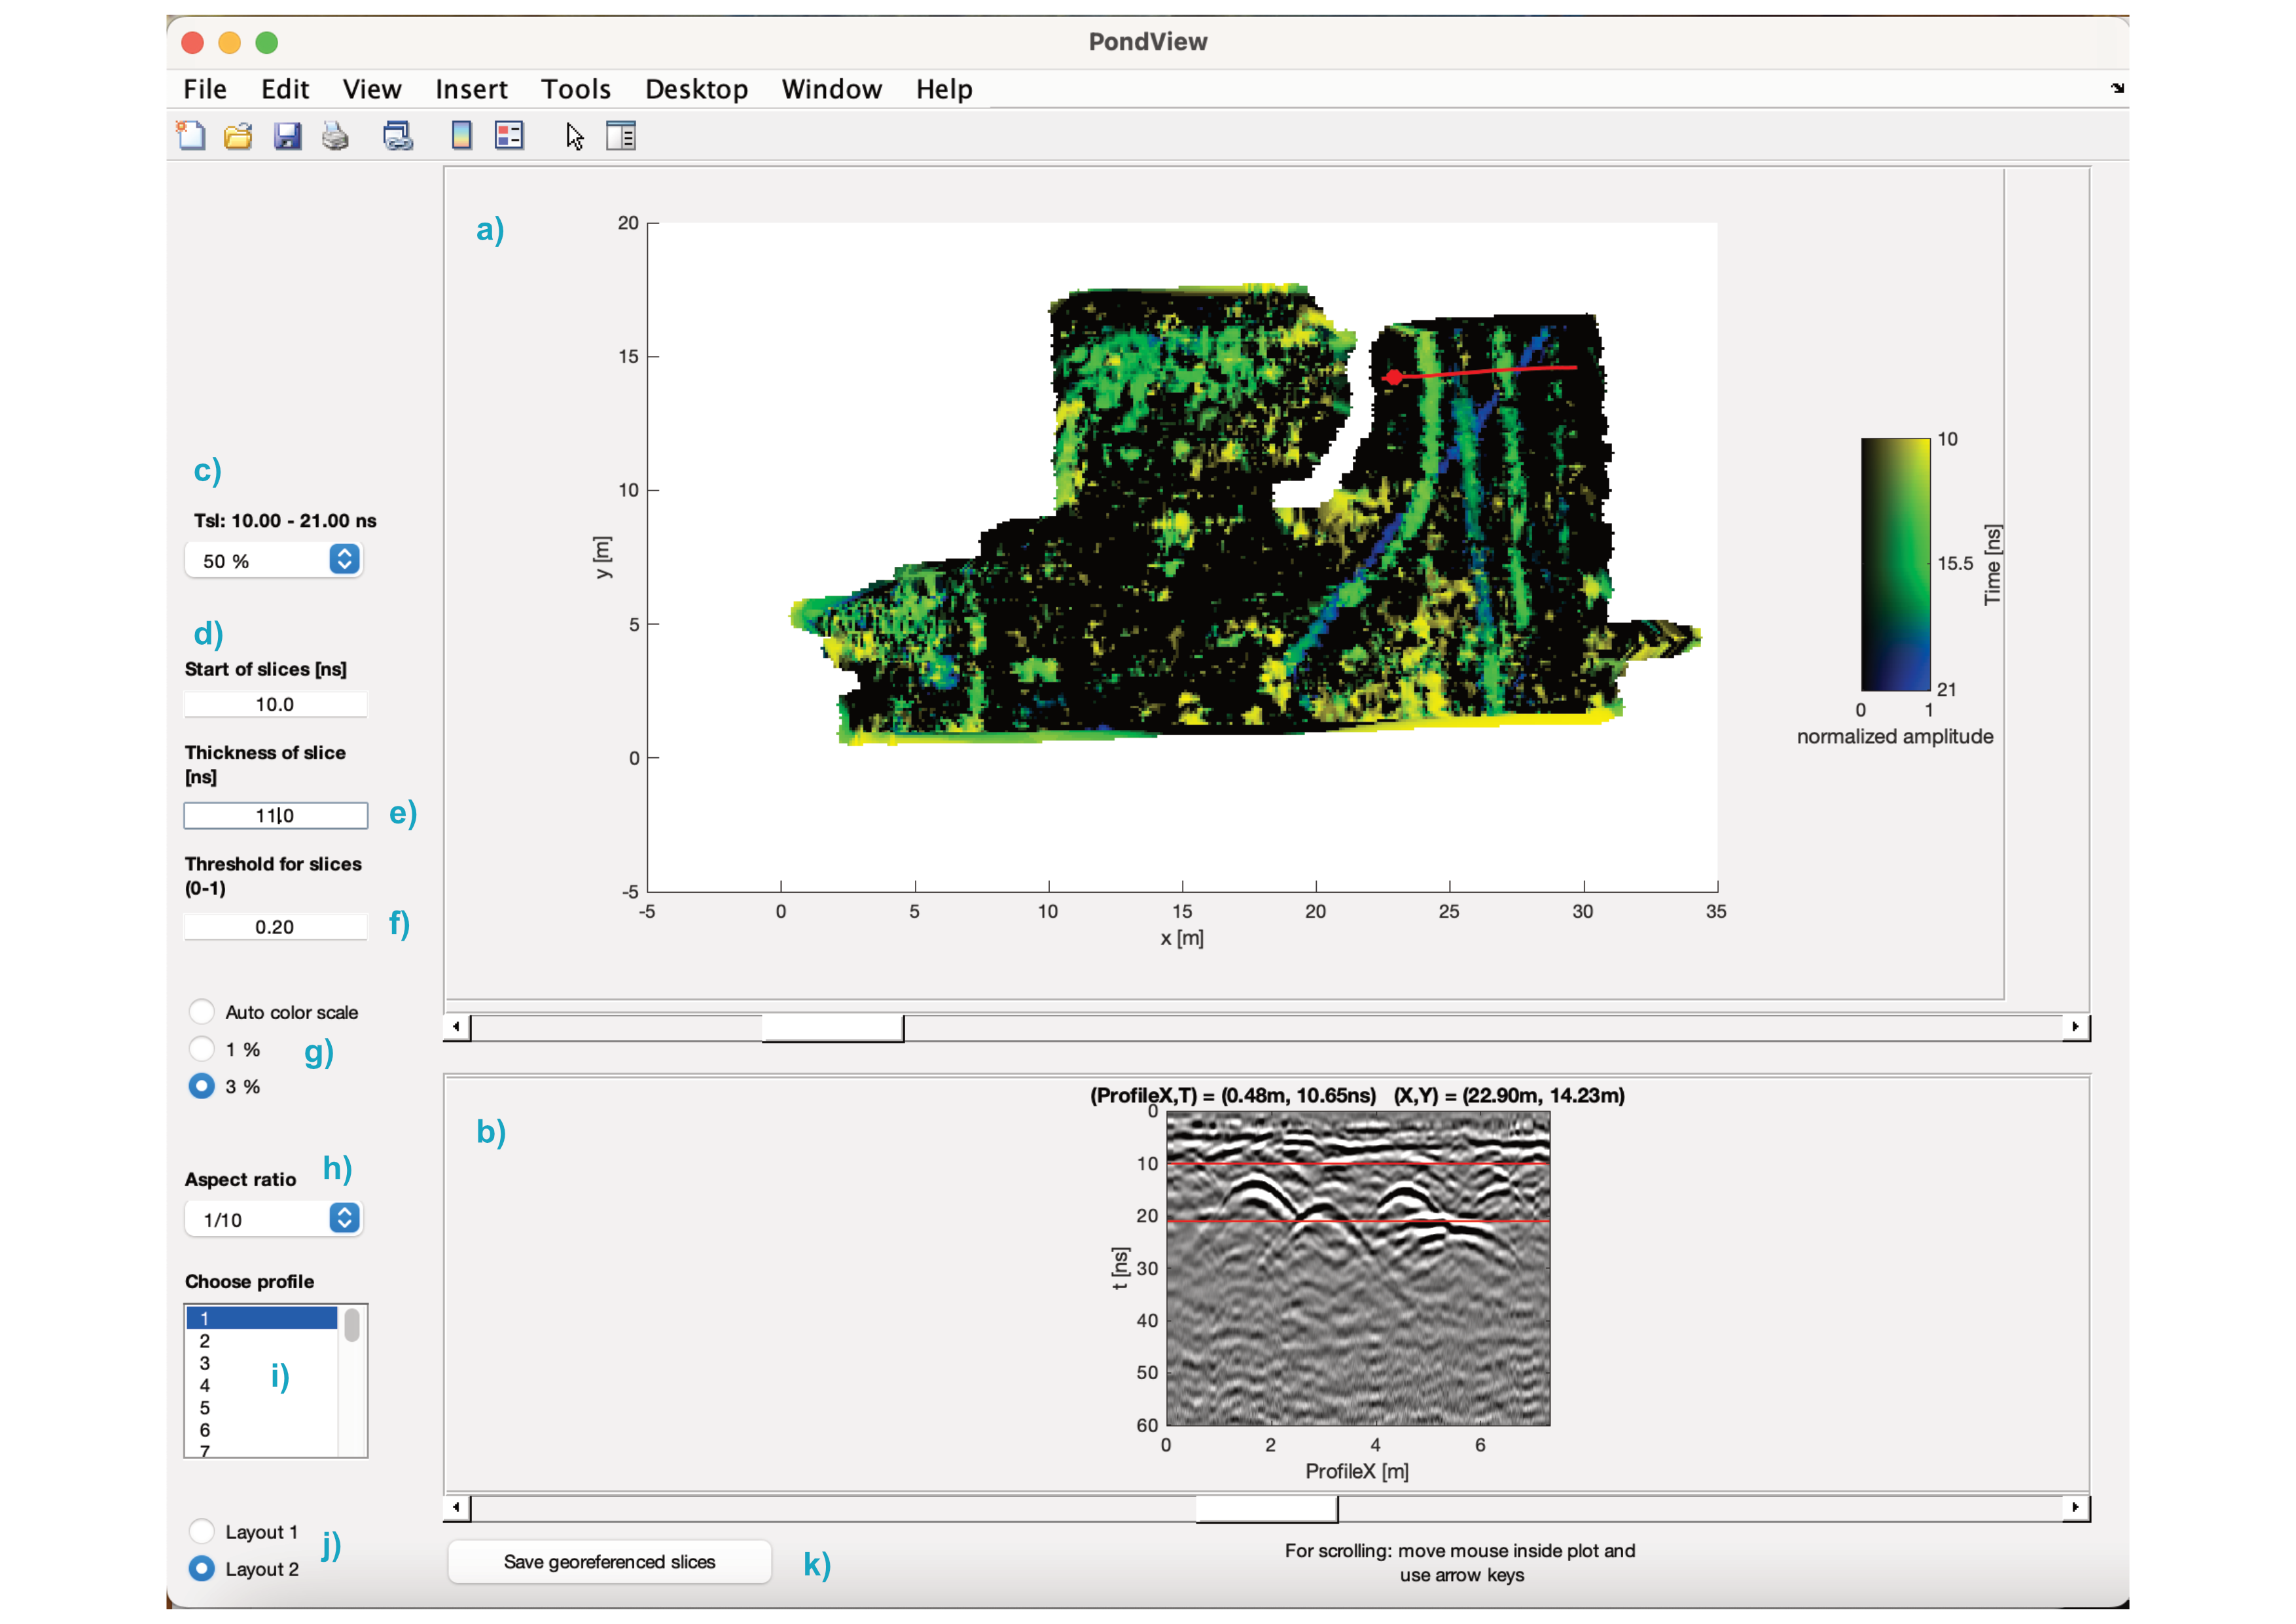 PondView
File Edit View Insert Tools Desktop Window Help
a)
20
15
10
5
0
-5
y [m]
-5 0 5 10 15 20 25 30 35
x [m]
10
15.5
21
Time [ns]
0 1
normalized amplitude
c)
Tsl: 10.00 - 21.00 ns
50 %
d)
Start of slices [ns]
10.0
Thickness of slice
[ns]
11.0
e)
Threshold for slices
(0-1)
0.20
f)
Auto color scale
1 %
g)
3 %
h)
Aspect ratio
1/10
Choose profile
1
2
3
4
5
6
7
i)
Layout 1
j)
Layout 2
b)
(ProfileX,T) = (0.48m, 10.65ns) (X,Y) = (22.90m, 14.23m)
0
10
20
30
40
50
60
t [ns]
0 2 4 6
ProfileX [m]
Save georeferenced slices
k)
For scrolling: move mouse inside plot and
use arrow keys